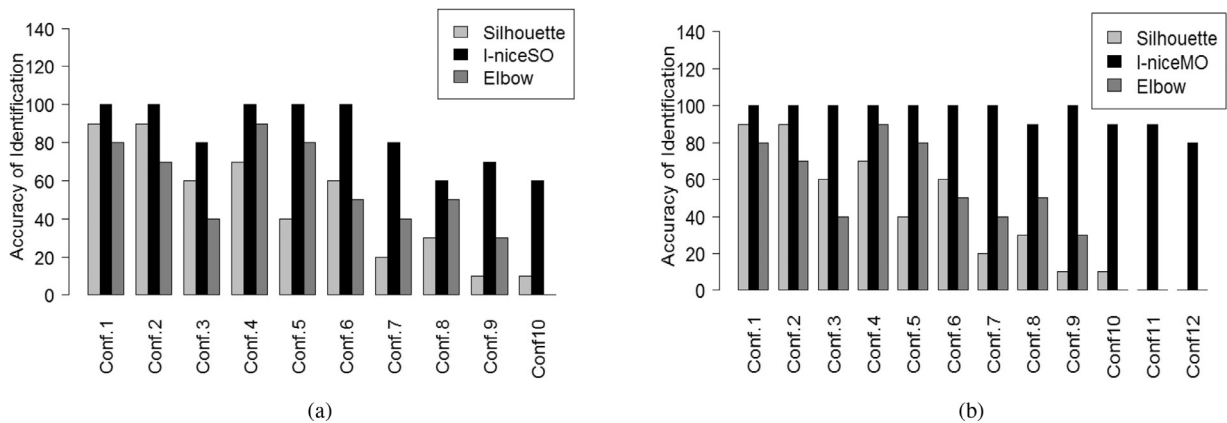 Silhouette
I-niceSO
Elbow
Accuracy of Identification
140
120
100
80
60
40
20
0
Conf.1
Conf.2
Conf.3
Conf.4
Conf.5
Conf.6
Conf.7
Conf.8
Conf.9
Conf10
(a)
Silhouette
I-niceMO
Elbow
Accuracy of Identification
140
120
100
80
60
40
20
0
Conf.1
Conf.2
Conf.3
Conf.4
Conf.5
Conf.6
Conf.7
Conf.8
Conf.9
Conf10
Conf11
Conf12
(b)